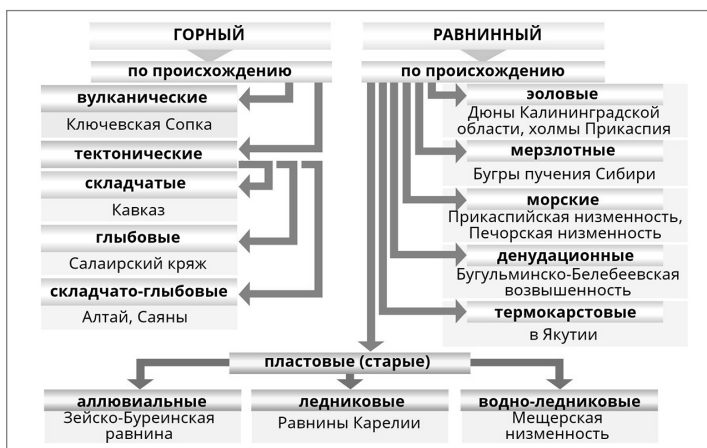 ГОРНЫЙ
по происхождению
вулканические
Ключевская Сопка
тектонические
складчатые
Кавказ
глыбовые
Салаирский кряж
складчато-глыбовые
Алтай, Саяны
РАВНИННЫЙ
по происхождению
эоловые
Дюны Калининградской
области, холмы Прикаспия
мерзлотные
Бугры пучения Сибири
морские
Прикаспийская низменность,
Печорская низменность
денудационные
Бугульминско-Белебеевская
возвышенность
термокарстовые
в Якутии
пластовые (старые)
аллювиальные
Зейско-Буреинская
равнина
ледниковые
Равнины Карелии
водно-ледниковые
Мещерская
низменность